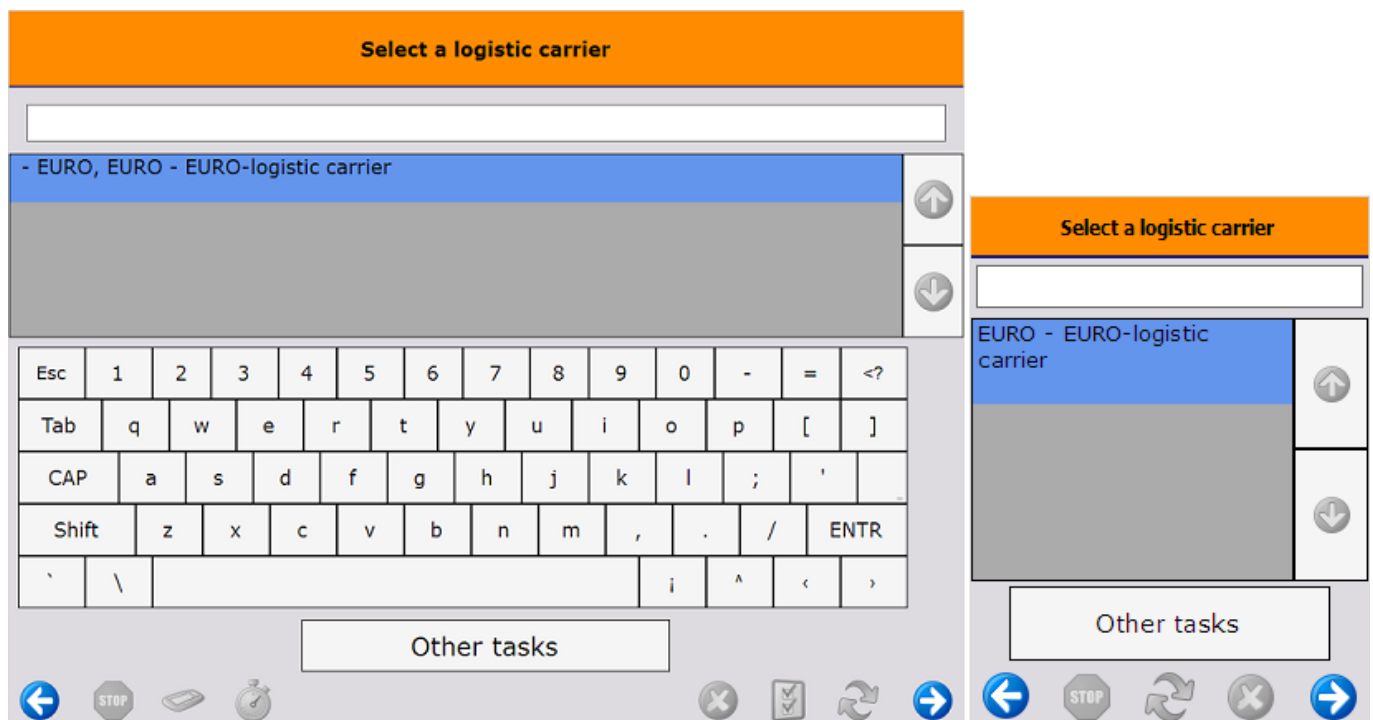 Select a logistic carrier
- EURO, EURO - EURO-logistic carrier
Esc 1 2 3 4 5 6 7 8 9 0 - = <?
Tab q w e r t y u i o p [ ]
CAP a s d f g h j k l ; ' _
Shift z x c v b n m , . / ENTR
` \ ¡ ^ ‹ ›
Other tasks
STOP
Select a logistic carrier
EURO - EURO-logistic
carrier
Other tasks
STOP